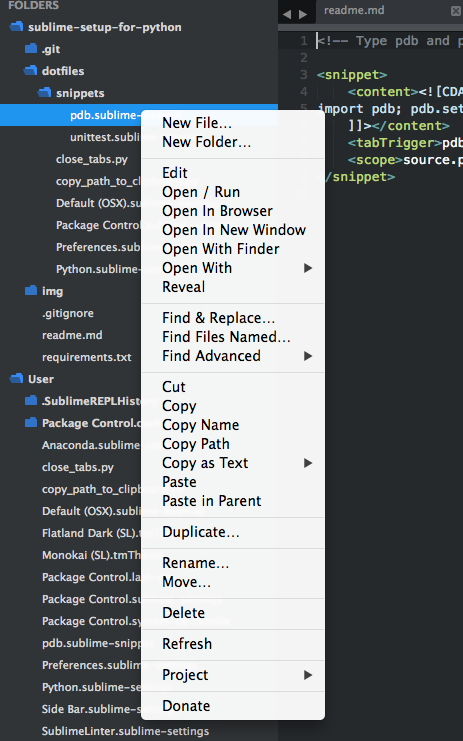 FOLDERS
sublime-setup-for-python
.git
dotfiles
snippets
pdb.sublime-
unittest.subli
close_tabs.py
copy_path_to_cl
Default (OSX).su
Package Control
Preferences.sub
Python.sublime-
img
.gitignore
readme.md
requirements.txt
User
.SublimeREPLHist
Package Control.c
Anaconda.sublime-
close_tabs.py
copy_path_to_clipb
Default (OSX).sublim
Flatland Dark (SL).t
Monokai (SL).tmTh
Package Control.la
Package Control.su
Package Control.sy
pdb.sublime-snipp
Preferences.sublim
Python.sublime-se
Side Bar.sublime-s
SublimeLinter.sublime-settings
New File...
New Folder...
Edit
Open / Run
Open In Browser
Open In New Window
Open With Finder
Open With
Reveal
Find & Replace...
Find Files Named...
Find Advanced
Cut
Copy
Copy Name
Copy Path
Copy as Text
Paste
Paste in Parent
Duplicate...
Rename...
Move...
Delete
Refresh
Project
Donate
readme.md
1 <!-- Type pdb and p
2
3 <snippet>
4 <content><![CDA
5 import pdb; pdb.set
]]></content>
<tabTrigger>pdb
<scope>source.p
</snippet>